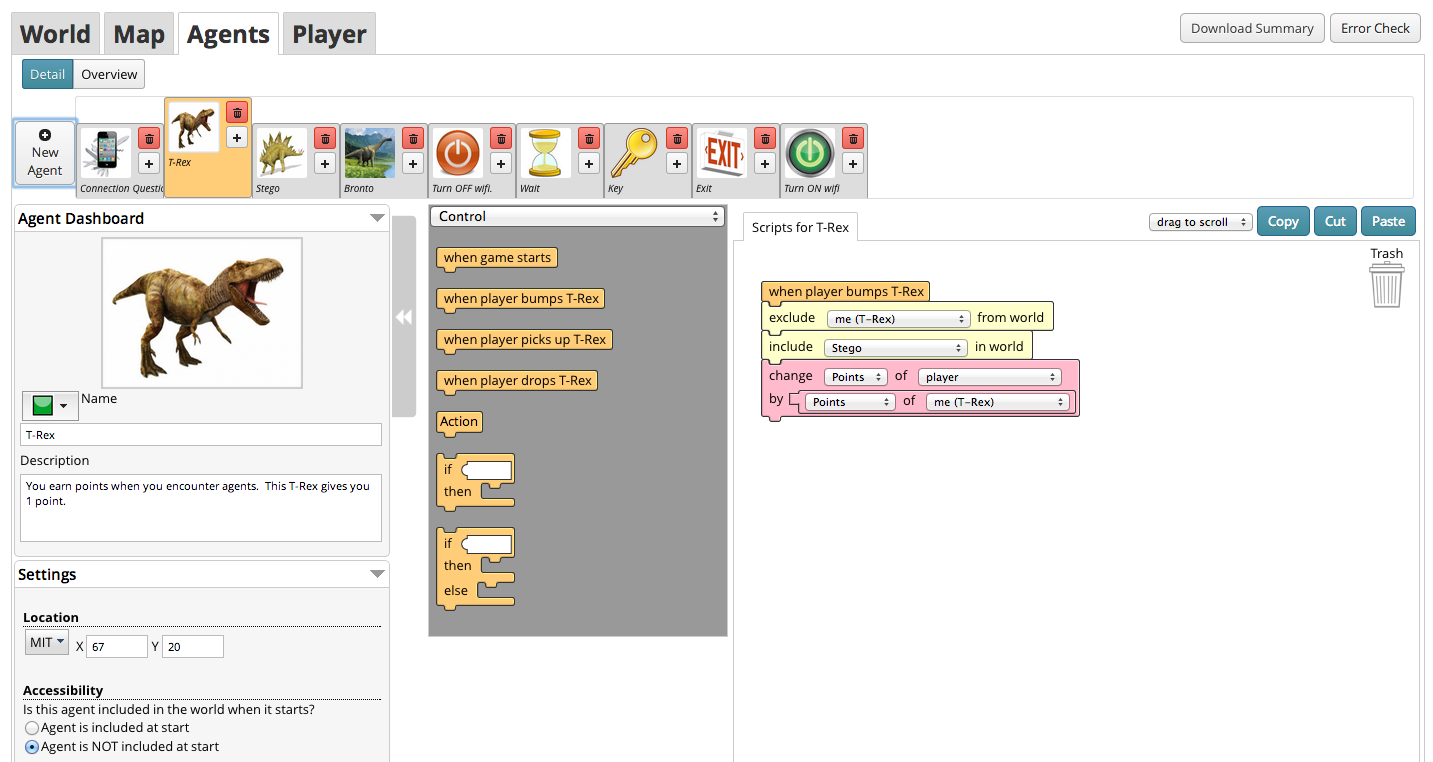 World Map Agents Player Download Summary Error Check
Detail Overview
New
Agent
Connection Questic
T-Rex
Stego
Bronto
Turn OFF wifi.
Wait
Key
EXIT
Exit
Turn ON wifi
Agent Dashboard
Name
T-Rex
Description
You earn points when you encounter agents. This T-Rex gives you
1 point.
Settings
Location
MIT X 67 Y 20
Accessibility
Is this agent included in the world when it starts?
Agent is included at start
Agent is NOT included at start
Control
when game starts
when player bumps T-Rex
when player picks up T-Rex
when player drops T-Rex
Action
if
then
if
then
else
Scripts for T-Rex
drag to scroll Copy Cut Paste
Trash
when player bumps T-Rex
exclude me (T-Rex) from world
include Stego in world
change Points of player
by Points of me (T-Rex)